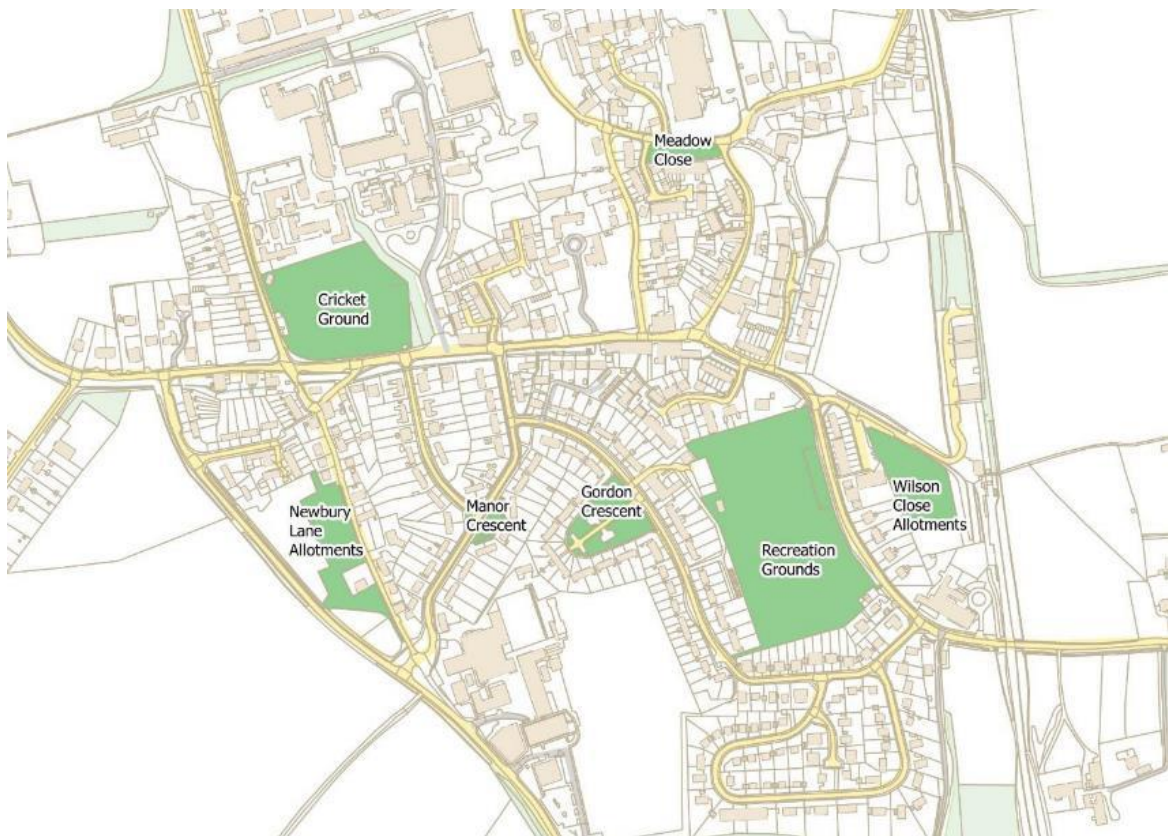 Meadow
Close
Cricket
Ground
Newbury
Lane
Allotments
Manor
Crescent
Gordon
Crescent
Wilson
Close
Allotments
Recreation
Grounds